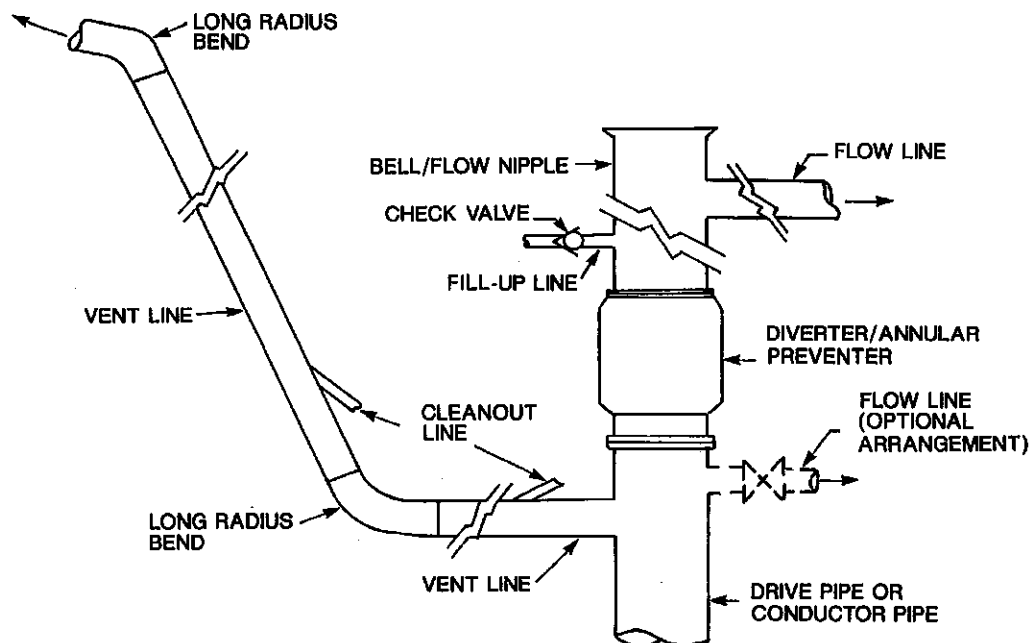 LONG RADIUS
BEND
BELL/FLOW NIPPLE
FLOW LINE
CHECK VALVE
FILL-UP LINE
VENT LINE
DIVERTER/ANNULAR
PREVENTER
CLEANOUT
LINE
FLOW LINE
(OPTIONAL
ARRANGEMENT)
LONG RADIUS
BEND
VENT LINE
DRIVE PIPE OR
CONDUCTOR PIPE